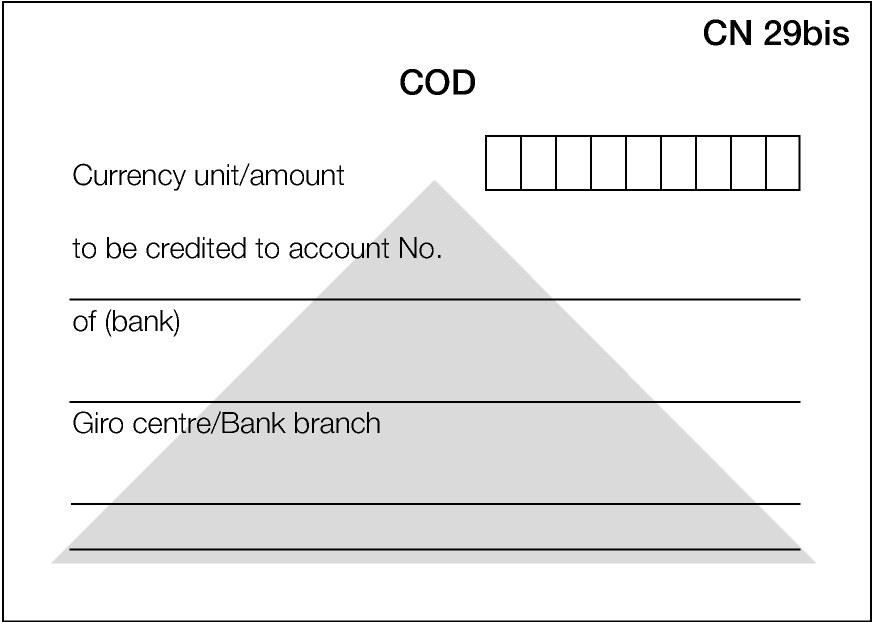 CN 29bis
COD
Currency unit/amount
to be credited to account No.
of (bank)
Giro centre/Bank branch